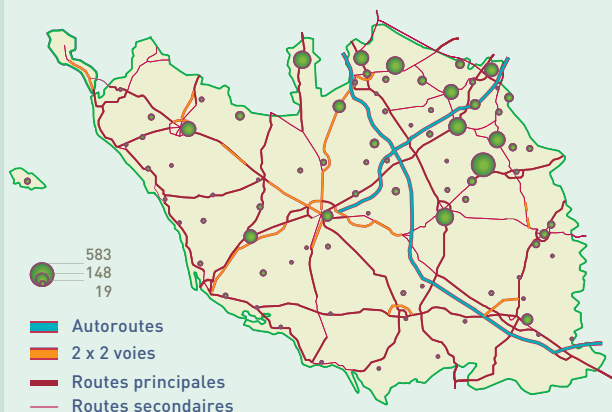 583
148
19
Autoroutes
2 x 2 voies
Routes principales
Routes secondaires